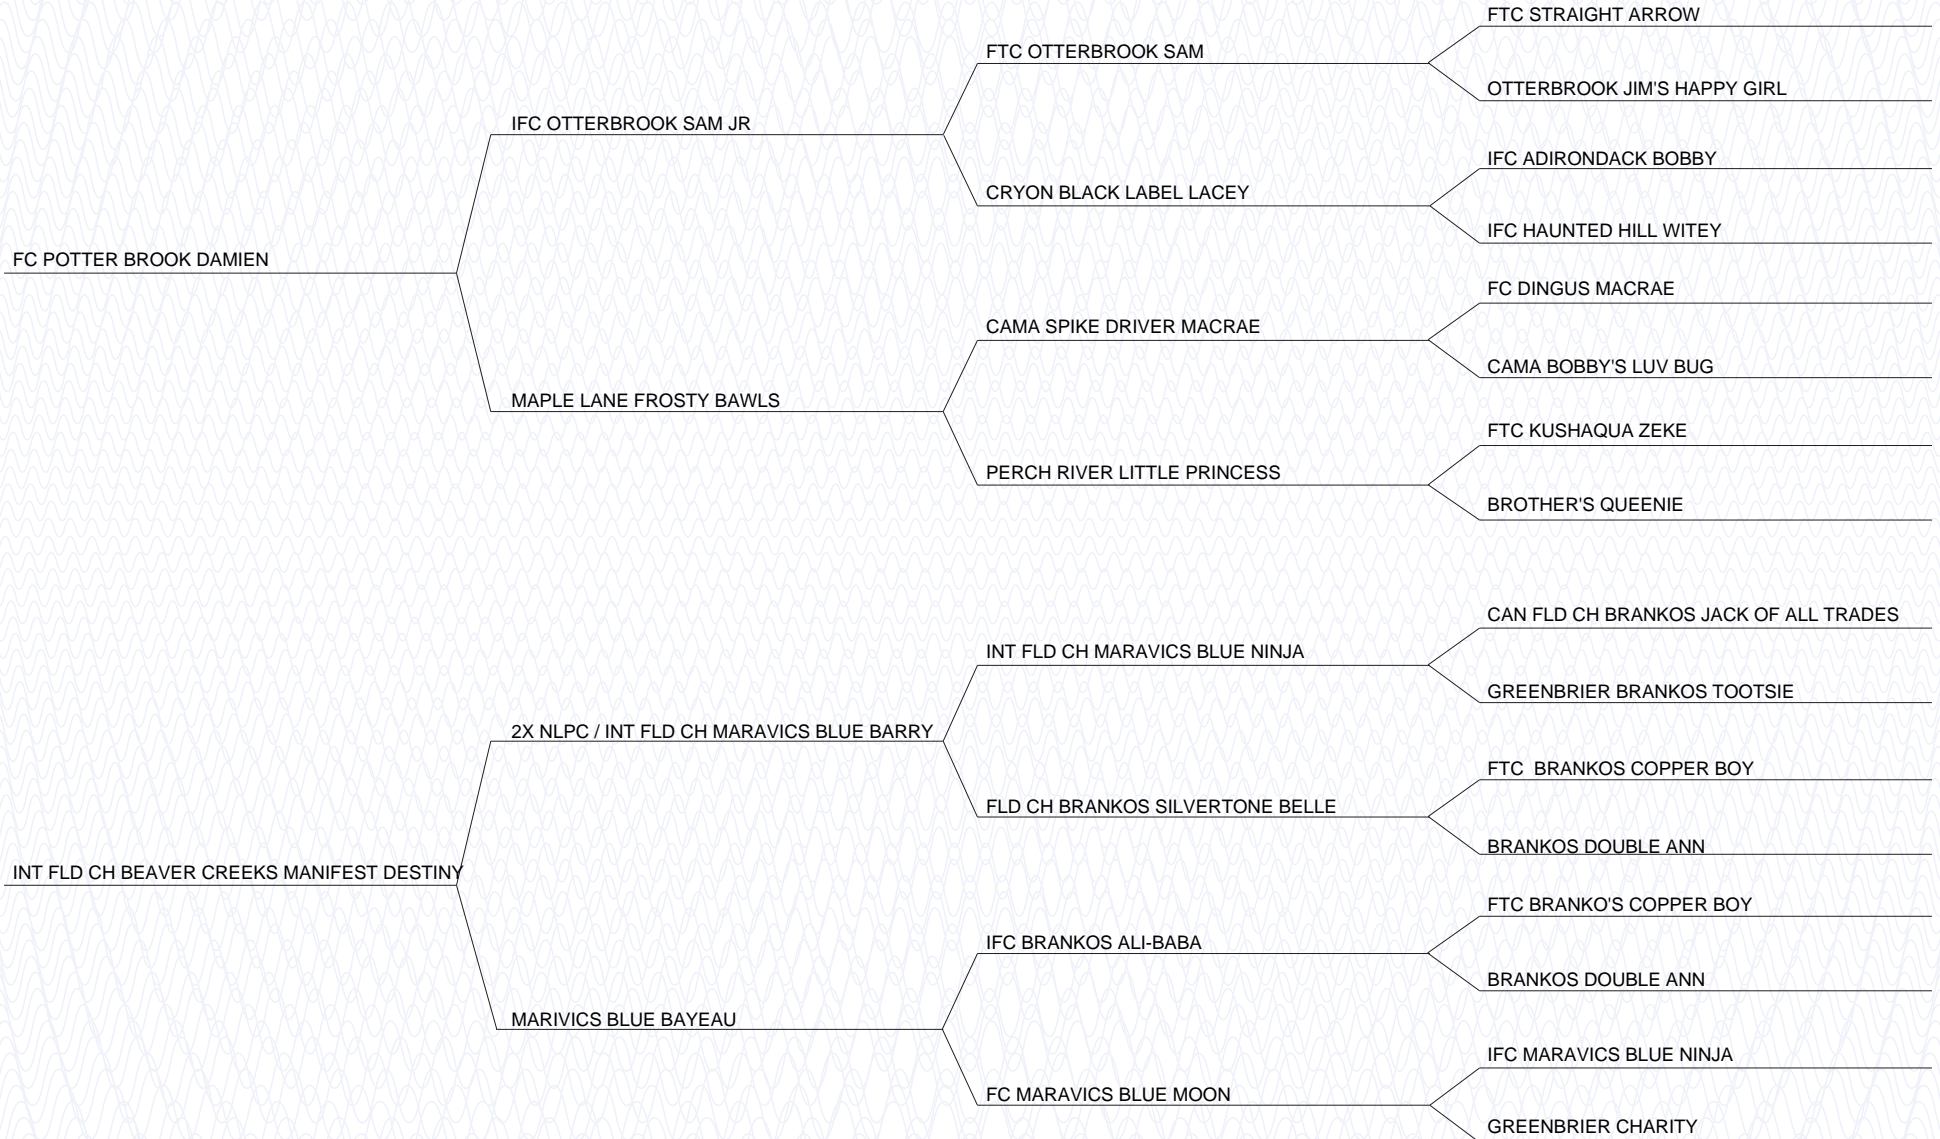 FTC STRAIGHT ARROW
FTC OTTERBROOK SAM
OTTERBROOK JIM'S HAPPY GIRL
IFC OTTERBROOK SAM JR
IFC ADIRONDACK BOBBY
CRYON BLACK LABEL LACEY
IFC HAUNTED HILL WITEY
FC POTTER BROOK DAMIEN
FC DINGUS MACRAE
CAMA SPIKE DRIVER MACRAE
CAMA BOBBY'S LUV BUG
MAPLE LANE FROSTY BAWLS
FTC KUSHAQUA ZEKE
PERCH RIVER LITTLE PRINCESS
BROTHER'S QUEENIE
CAN FLD CH BRANKOS JACK OF ALL TRADES
INT FLD CH MARAVICS BLUE NINJA
GREENBRIER BRANKOS TOOTSIE
2X NLPC / INT FLD CH MARAVICS BLUE BARRY
FTC  BRANKOS COPPER BOY
FLD CH BRANKOS SILVERTONE BELLE
BRANKOS DOUBLE ANN
INT FLD CH BEAVER CREEKS MANIFEST DESTINY
FTC BRANKO'S COPPER BOY
IFC BRANKOS ALI-BABA
BRANKOS DOUBLE ANN
MARIVICS BLUE BAYEAU
IFC MARAVICS BLUE NINJA
FC MARAVICS BLUE MOON
GREENBRIER CHARITY